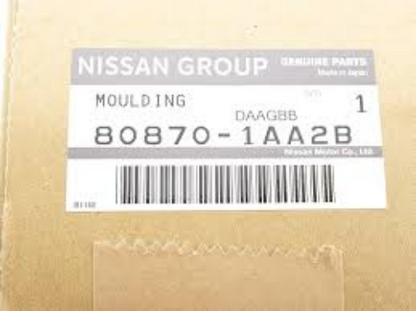 NISSAN GROUP GENUINE PARTS
Made in Japan
MOULDING 1
DAAGBB
80870-1AA2B
Nissan Motor Co., Ltd.